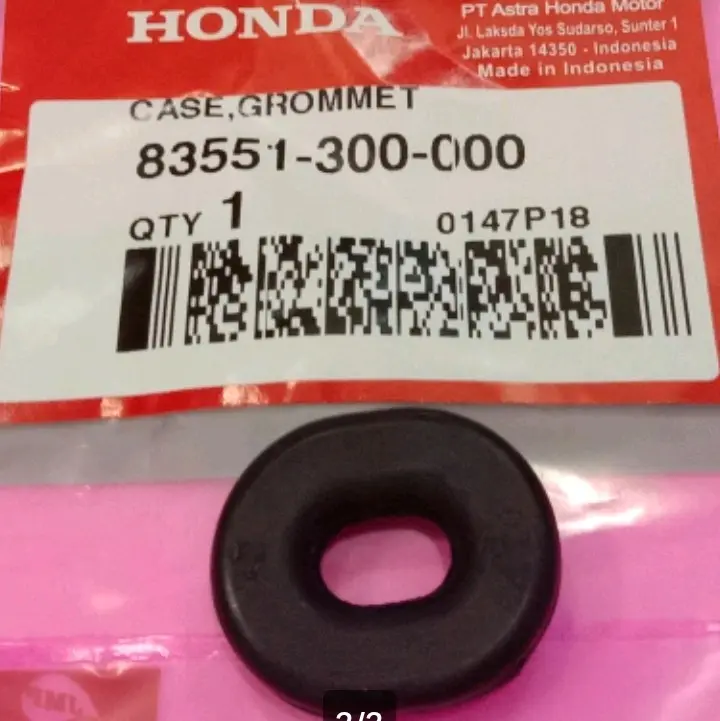 HONDA
PT Astra Honda Motor
Jl. Laksda Yos Sudarso, Sunter 1
Jakarta 14350 - Indonesia
Made in Indonesia
CASE,GROMMET
83551-300-000
QTY 1
0147P18